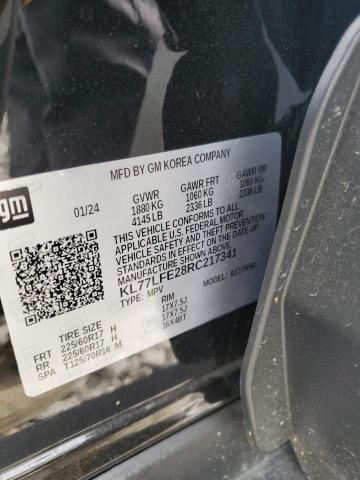 MFD BY GM KOREA COMPANY
gm
01/24
GVWR GAWR FRT GAWR RR
1880 KG 1060 KG 1060 KG
4145 LB 2336 LB 2336 LB
THIS VEHICLE CONFORMS TO ALL
APPLICABLE U.S. FEDERAL MOTOR
VEHICLE SAFETY STANDARDS IN
EFFECT ON THE DATE OF
MANUFACTURE SHOWN ABOVE.
KL77LFE28RC217341
TYPE: MPV MODEL:
TIRE SIZE RIM
FRT 225/60R17 H 17X7.5J
RR 225/60R17 H 17X7.5J
SPA T125/70R16 M 16X4BT